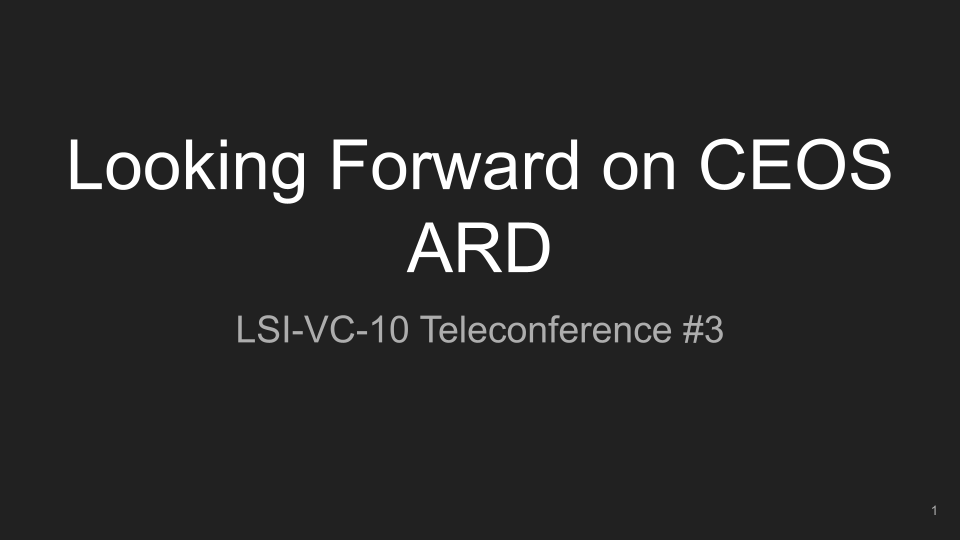 Looking Forward on CEOS
ARD
LSI-VC-10 Teleconference #3
1